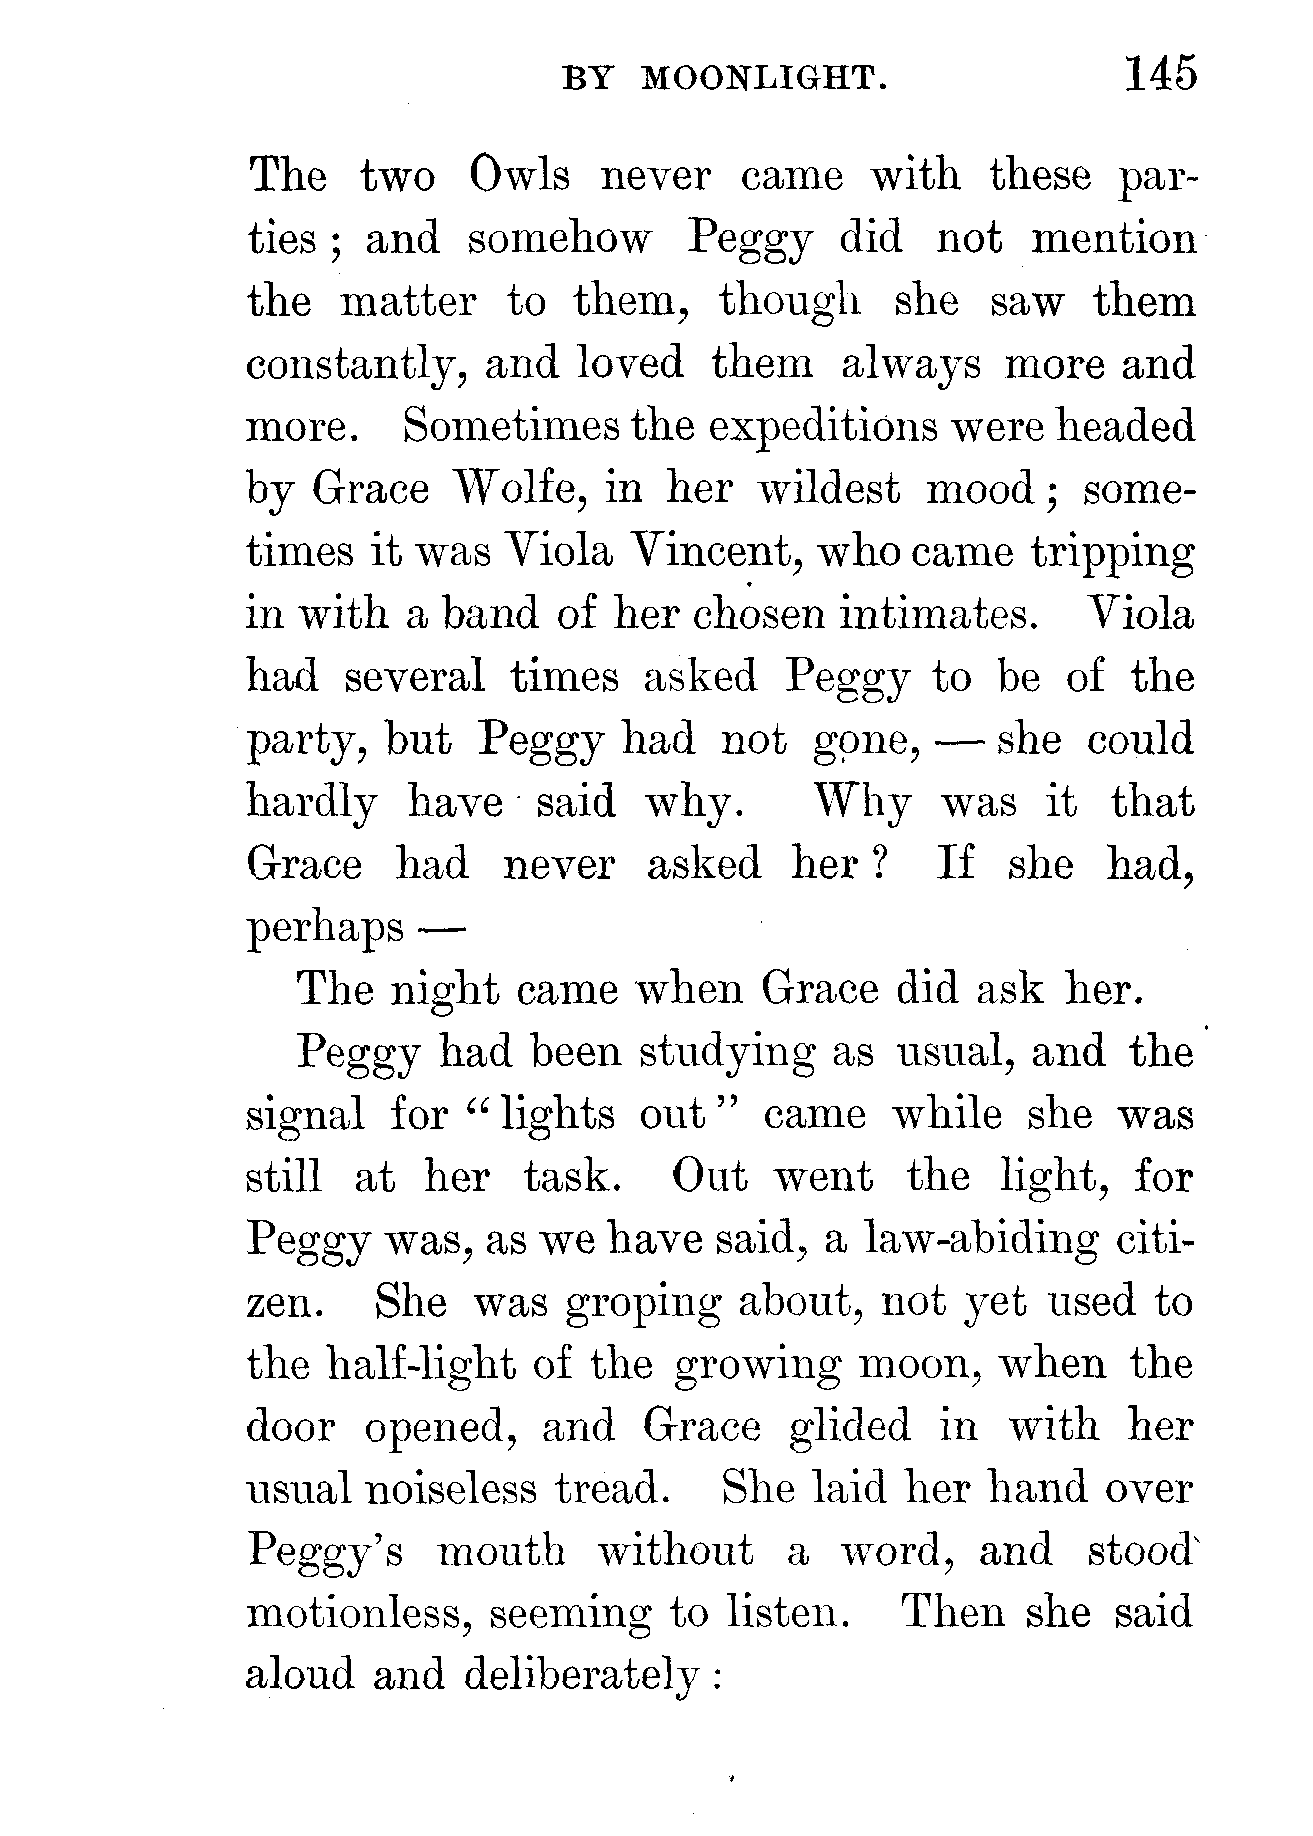 BY MOONLIGHT. 145
The two Owls never came with these par-
ties ; and somehow Peggy did not mention
the matter to them, though she saw them
constantly, and loved them always more and
more. Sometimes the expeditions were headed
by Grace Wolfe, in her wildest mood ; some-
times it was Viola Vincent, who came tripping
in with a band of her chosen intimates. Viola
had several times asked Peggy to be of the
party, but Peggy had not gone, — she could
hardly have said why. Why was it that
Grace had never asked her ? If she had,
perhaps —
The night came when Grace did ask her.
Peggy had been studying as usual, and the
signal for “ lights out ” came while she was
still at her task. Out went the light, for
Peggy was, as we have said, a law-abiding citi-
zen. She was groping about, not yet used to
the half-light of the growing moon, when the
door opened, and Grace glided in with her
usual noiseless tread. She laid her hand over
Peggy’s mouth without a word, and stood
motionless, seeming to listen. Then she said
aloud and deliberately :